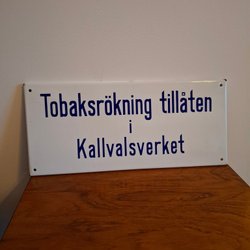 Tobaksrökning tillåten
i
Kallvalsverket